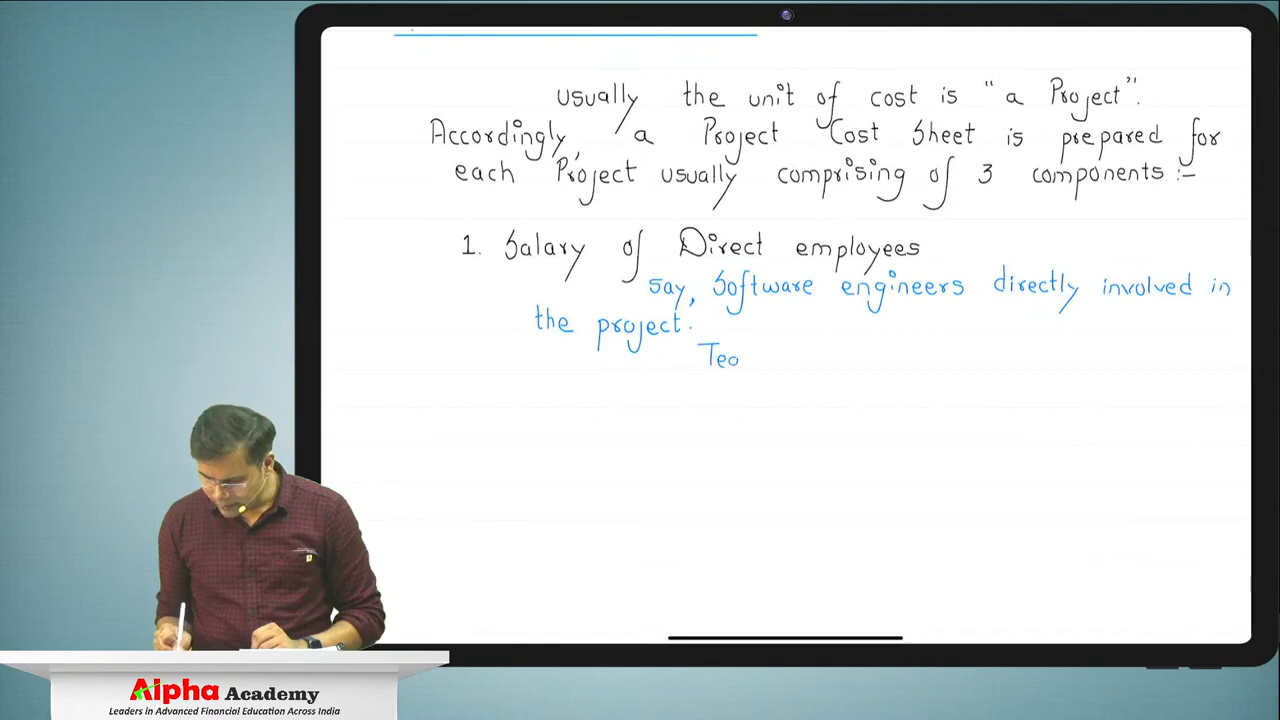 usually the unit of cost is "a Project".
Accordingly, a Project Cost Sheet is prepared for
each Project usually comprising of 3 components :-
1. Salary of Direct employees
say, Software engineers directly involved in
the project.
Tea
Alpha Academy
Leaders in Advanced Financial Education Across India